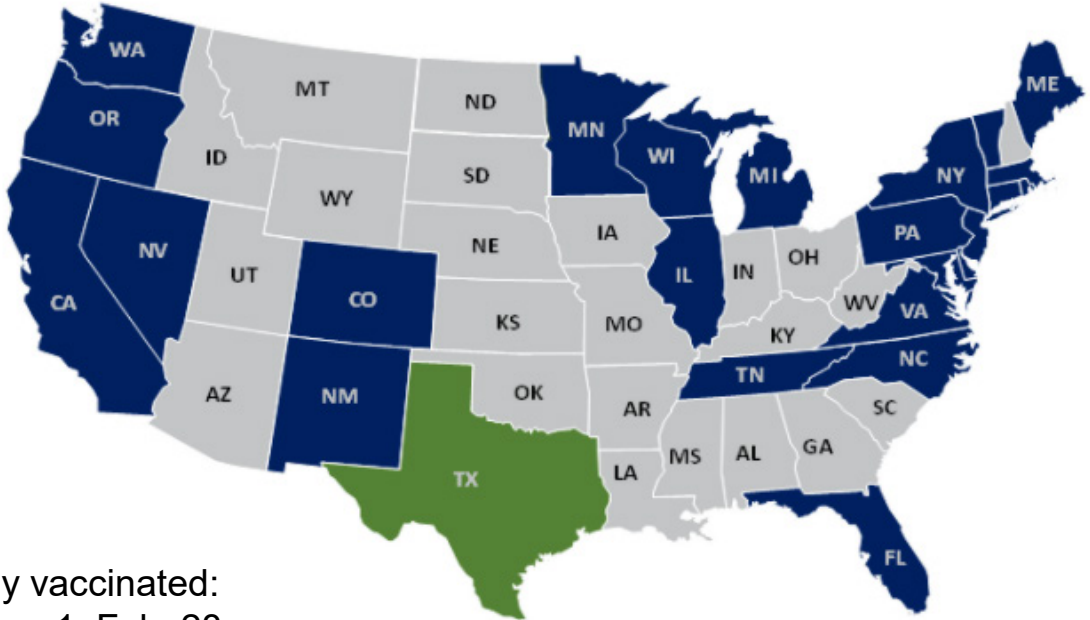 WA
OR
CA
NV
ID
MT
WY
UT
AZ
CO
NM
ND
SD
NE
KS
OK
TX
MN
IA
MO
AR
LA
WI
IL
MI
IN
OH
KY
TN
MS
AL
GA
FL
SC
NC
VA
WV
PA
NY
ME
y vaccinated: